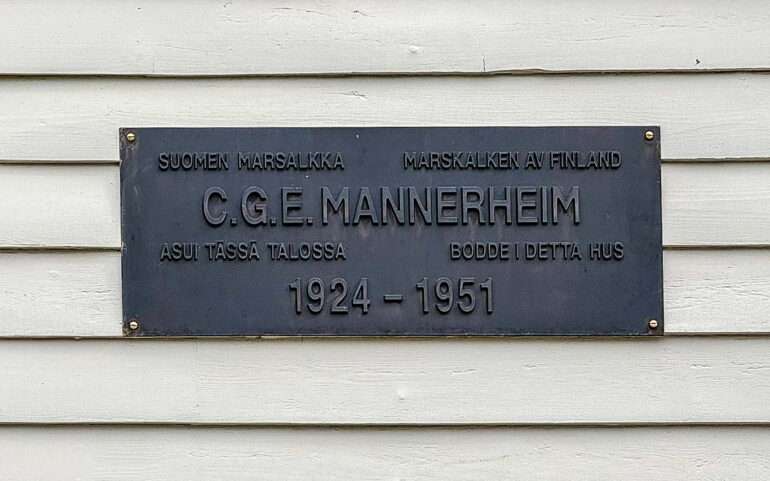 SUOMEN MARSALKKA MARSKALKEN AV FINLAND
C.G.E. MANNERHEIM
ASUI TÄSSÄ TALOSSA BODDE I DETTA HUS
1924 – 1951